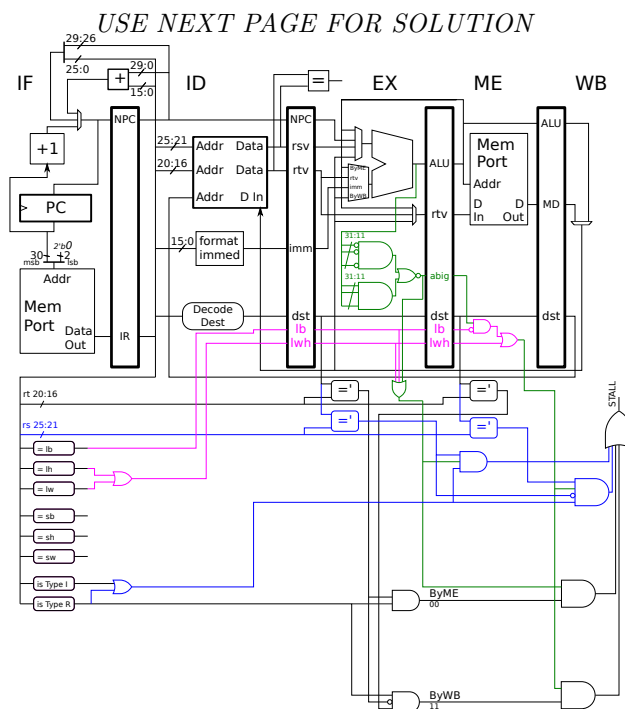 USE NEXT PAGE FOR SOLUTION
29:26
IF
25:0
+
29:0
15:0
ID
=
EX
ME
WB
NPC
+1
PC
30
2'b0
+2
msb
lsb
Addr
Mem
Port
Data
Out
IR
25:21
20:16
Addr
Data
Addr
Data
Addr
D In
15:0
format
immed
Decode
Dest
NPC
rsv
rtv
imm
dst
lb
lwh
ByME
rtv
imm
ByWB
31:11
31:11
ALU
rtv
abig
dst
lb
lwh
Mem
Port
Addr
D
In
D
Out
ALU
MD
dst
rt 20:16
rs 25:21
='
='
='
='
STALL
= lb
= lh
= lw
= sb
= sh
= sw
is Type I
is Type R
ByME
00
ByWB
11